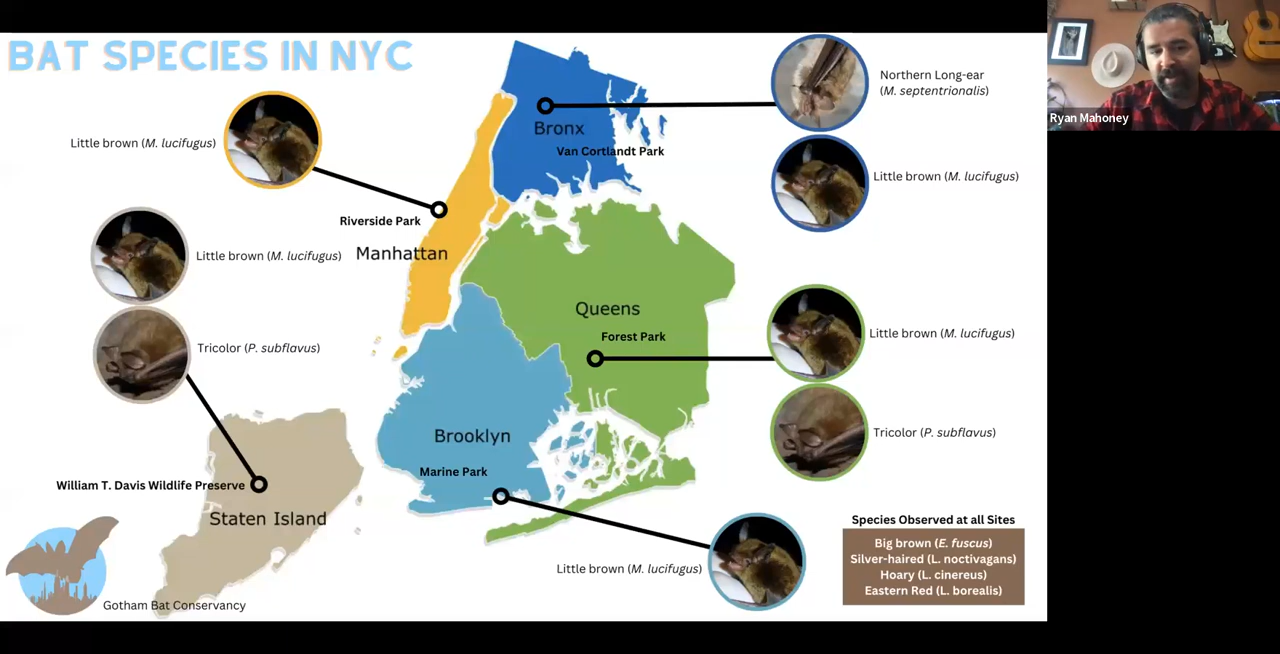 BAT SPECIES IN NYC
Ryan Mahoney
Northern Long-ear
(M. septentrionalis)
Bronx
Van Cortlandt Park
Little brown (M. lucifugus)
Little brown (M. lucifugus)
Riverside Park
Manhattan
Little brown (M. lucifugus)
Tricolor (P. subflavus)
Queens
Forest Park
Little brown (M. lucifugus)
Tricolor (P. subflavus)
Brooklyn
Marine Park
William T. Davis Wildlife Preserve
Staten Island
Little brown (M. lucifugus)
Species Observed at all Sites
Big brown (E. fuscus)
Silver-haired (L. noctivagans)
Hoary (L. cinereus)
Eastern Red (L. borealis)
Gotham Bat Conservancy